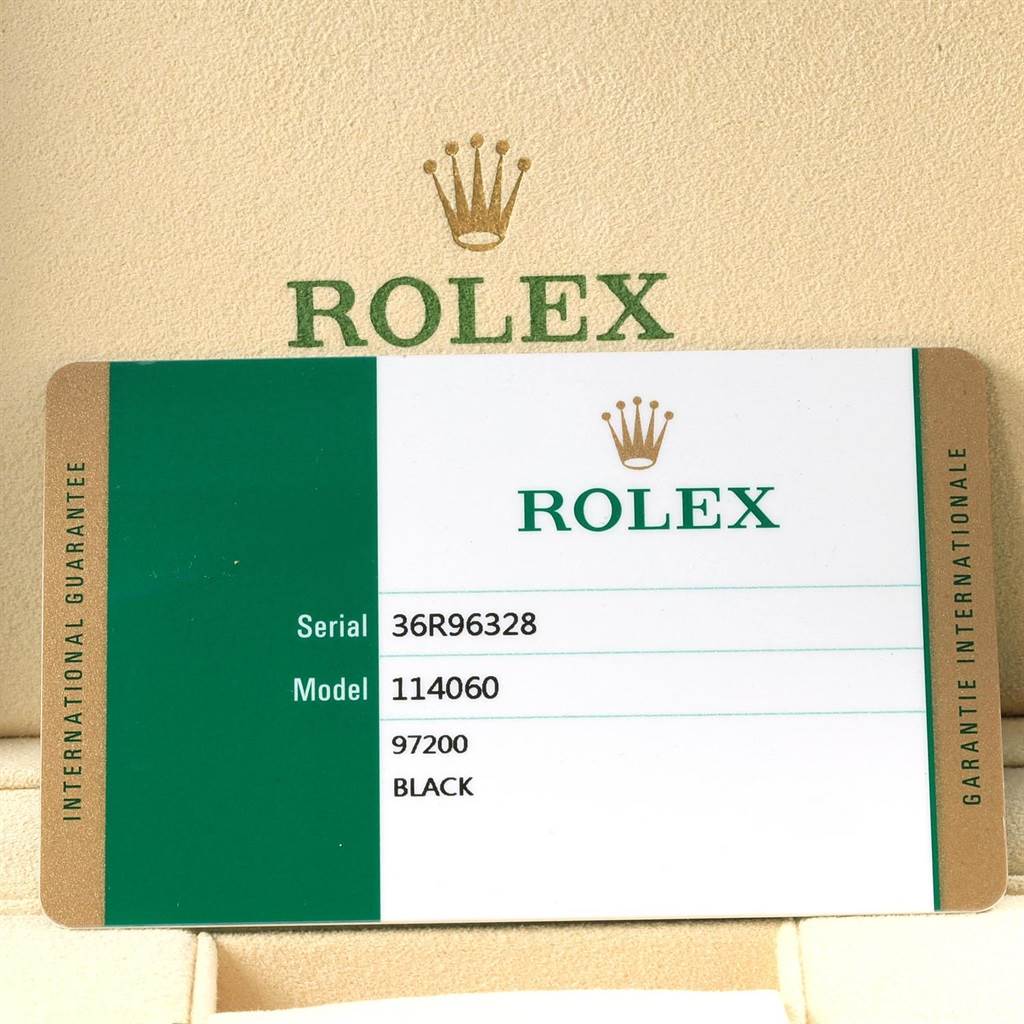 ROLEX
ROLEX
INTERNATIONAL GUARANTEE
Serial 36R96328
Model 114060
97200
BLACK
GARANTIE INTERNATIONALE